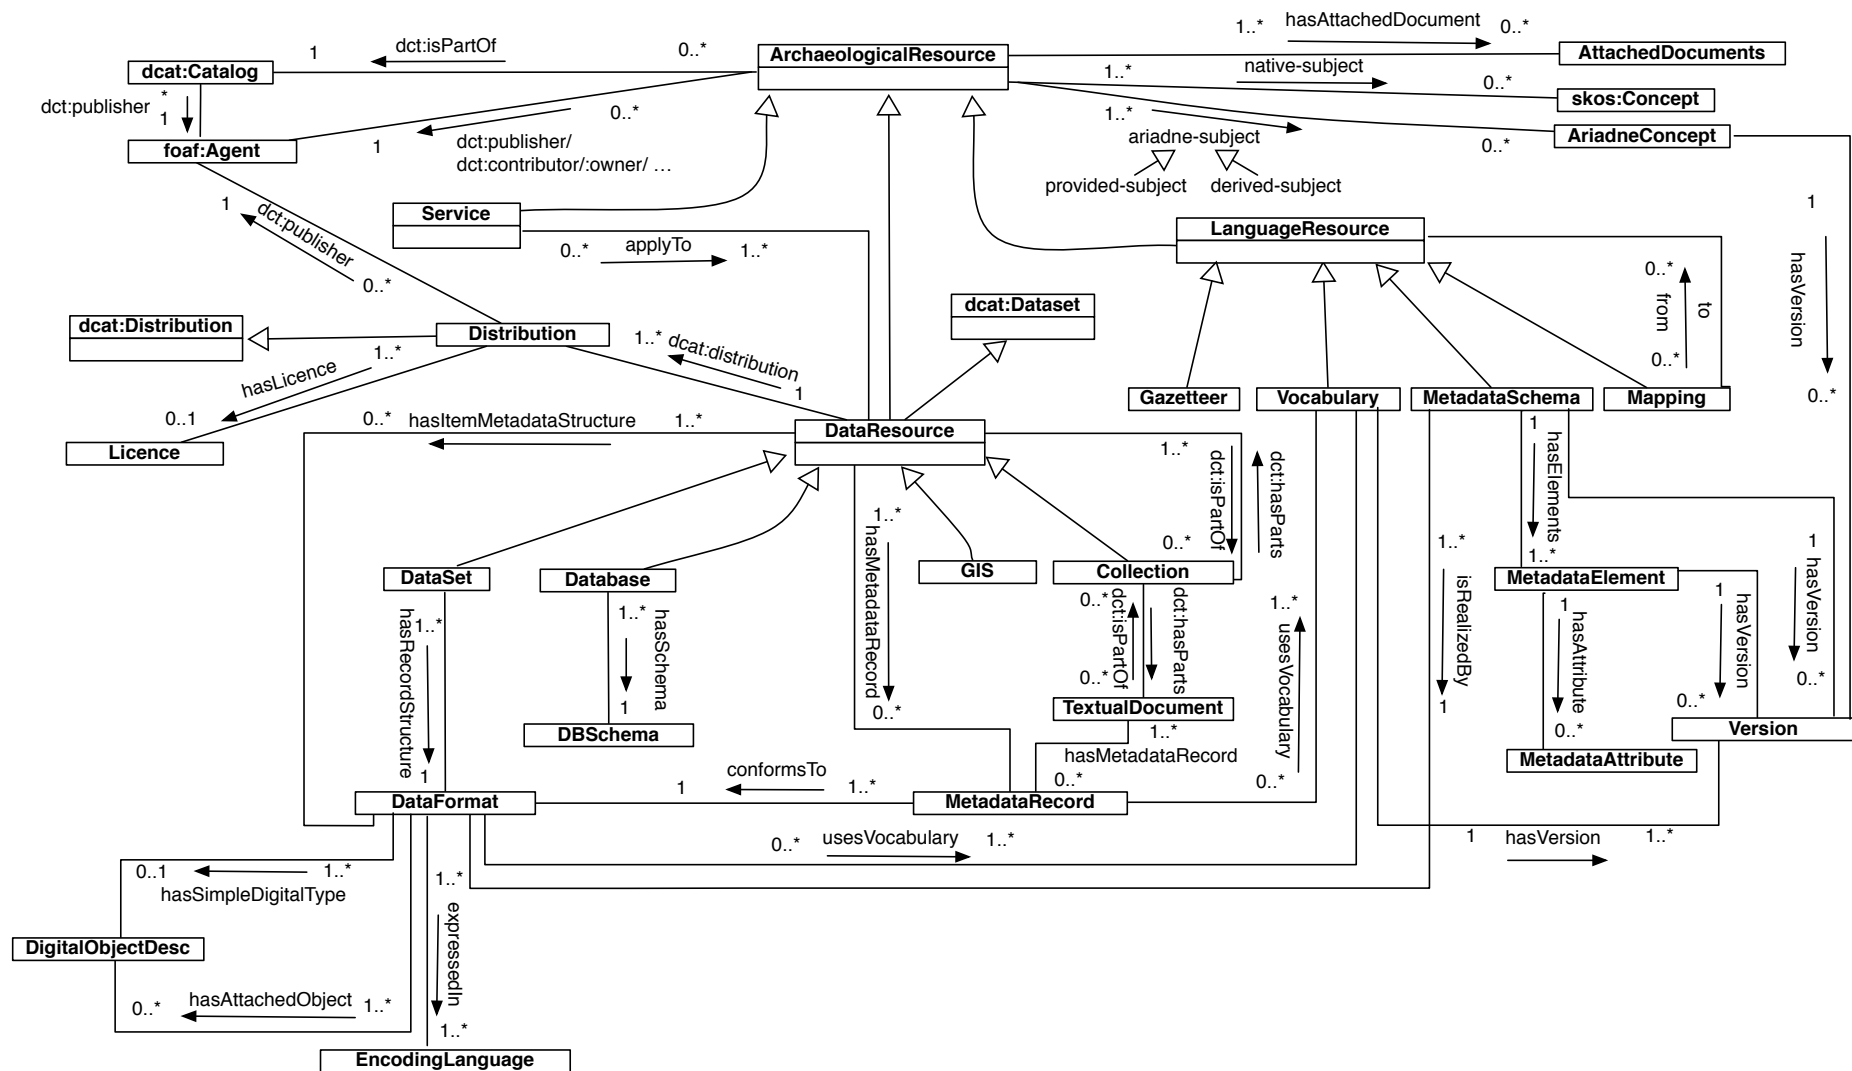 1..* hasAttachedDocument 0..*
1 dct:isPartOf 0..*
ArchaeologicalResource
AttachedDocuments
dcat:Catalog
1..* native-subject 0..*
skos:Concept
dct:publisher
*
1
0..*
1..*
ariadne-subject
0..*
AriadneConcept
foaf:Agent
1
dct:publisher/
dct:contributor/:owner/ …
provided-subject derived-subject
1
dct:publisher
0..*
Service
0..* applyTo 1..*
LanguageResource
1
hasVersion
0..*
0..*
from
to
0..*
dcat:Dataset
dcat:Distribution
Distribution
1..*
hasLicence
0..1
Licence
1..* dcat:distribution
1
Gazetteer
Vocabulary
MetadataSchema
Mapping
0..* hasItemMetadataStructure 1..*
DataResource
1..*
dct:isPartOf
0..*
dct:hasParts
1
hasElements
1..*
1..*
hasMetadataRecord
0..*
DataSet
Database
GIS
Collection
MetadataElement
1..*
hasRecordStructure
1
1..*
hasSchema
1
DBSchema
0..*
dct:isPartOf
0..*
dct:hasParts
TextualDocument
1..*
hasMetadataRecord
0..*
1..*
usesVocabulary
0..*
1..*
isRealizedBy
1
1
hasAttribute
0..*
MetadataAttribute
1
hasVersion
0..*
1
hasVersion
0..*
Version
1 conformsTo 1..*
DataFormat
MetadataRecord
0..* usesVocabulary 1..*
1 hasVersion 1..*
0..1 1..*
hasSimpleDigitalType
1..*
expressedIn
1..*
DigitalObjectDesc
0..* hasAttachedObject 1..*
EncodingLanguage